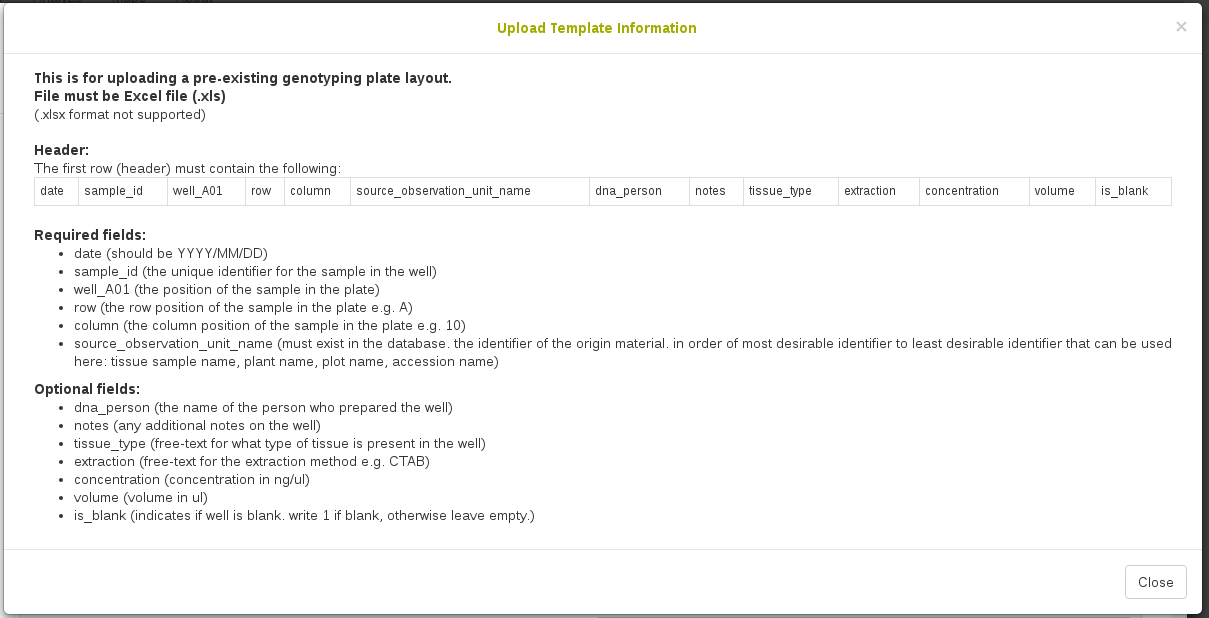 Upload Template Information
×
This is for uploading a pre-existing genotyping plate layout.
File must be Excel file (.xls)
(.xlsx format not supported)
Header:
The first row (header) must contain the following:
date sample_id well_A01 row column source_observation_unit_name dna_person notes tissue_type extraction concentration volume is_blank
Required fields:
• date (should be YYYY/MM/DD)
• sample_id (the unique identifier for the sample in the well)
• well_A01 (the position of the sample in the plate)
• row (the row position of the sample in the plate e.g. A)
• column (the column position of the sample in the plate e.g. 10)
• source_observation_unit_name (must exist in the database. the identifier of the origin material. in order of most desirable identifier to least desirable identifier that can be used
here: tissue sample name, plant name, plot name, accession name)
Optional fields:
• dna_person (the name of the person who prepared the well)
• notes (any additional notes on the well)
• tissue_type (free-text for what type of tissue is present in the well)
• extraction (free-text for the extraction method e.g. CTAB)
• concentration (concentration in ng/ul)
• volume (volume in ul)
• is_blank (indicates if well is blank. write 1 if blank, otherwise leave empty.)
Close